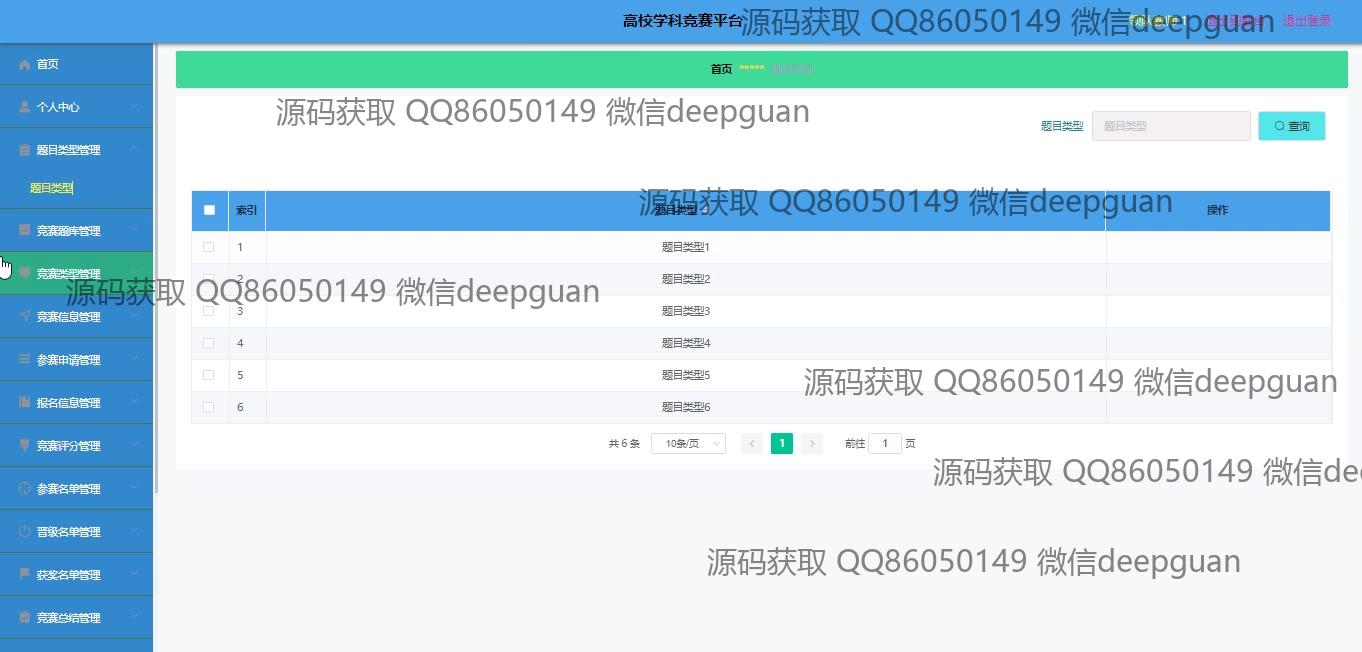 高校学科竞赛平台
退出登录
源码获取 QQ86050149 微信deepguan
首页 *****
首页
个人中心
题目类型管理
题目类型
竞赛题库管理
竞赛类型管理
竞赛信息管理
参赛申请管理
报名信息管理
竞赛评分管理
参赛名单管理
晋级名单管理
获奖名单管理
竞赛总结管理
源码获取 QQ86050149 微信deepguan
题目类型 题目类型 查询
索引 题目类型 操作
源码获取 QQ86050149 微信deepguan
1 题目类型1
2 题目类型2
源码获取 QQ86050149 微信deepguan
3 题目类型3
4 题目类型4
5 题目类型5
源码获取 QQ86050149 微信deepguan
6 题目类型6
共 6 条 10条/页 1 前往 1 页
源码获取 QQ86050149 微信dee
源码获取 QQ86050149 微信deepguan